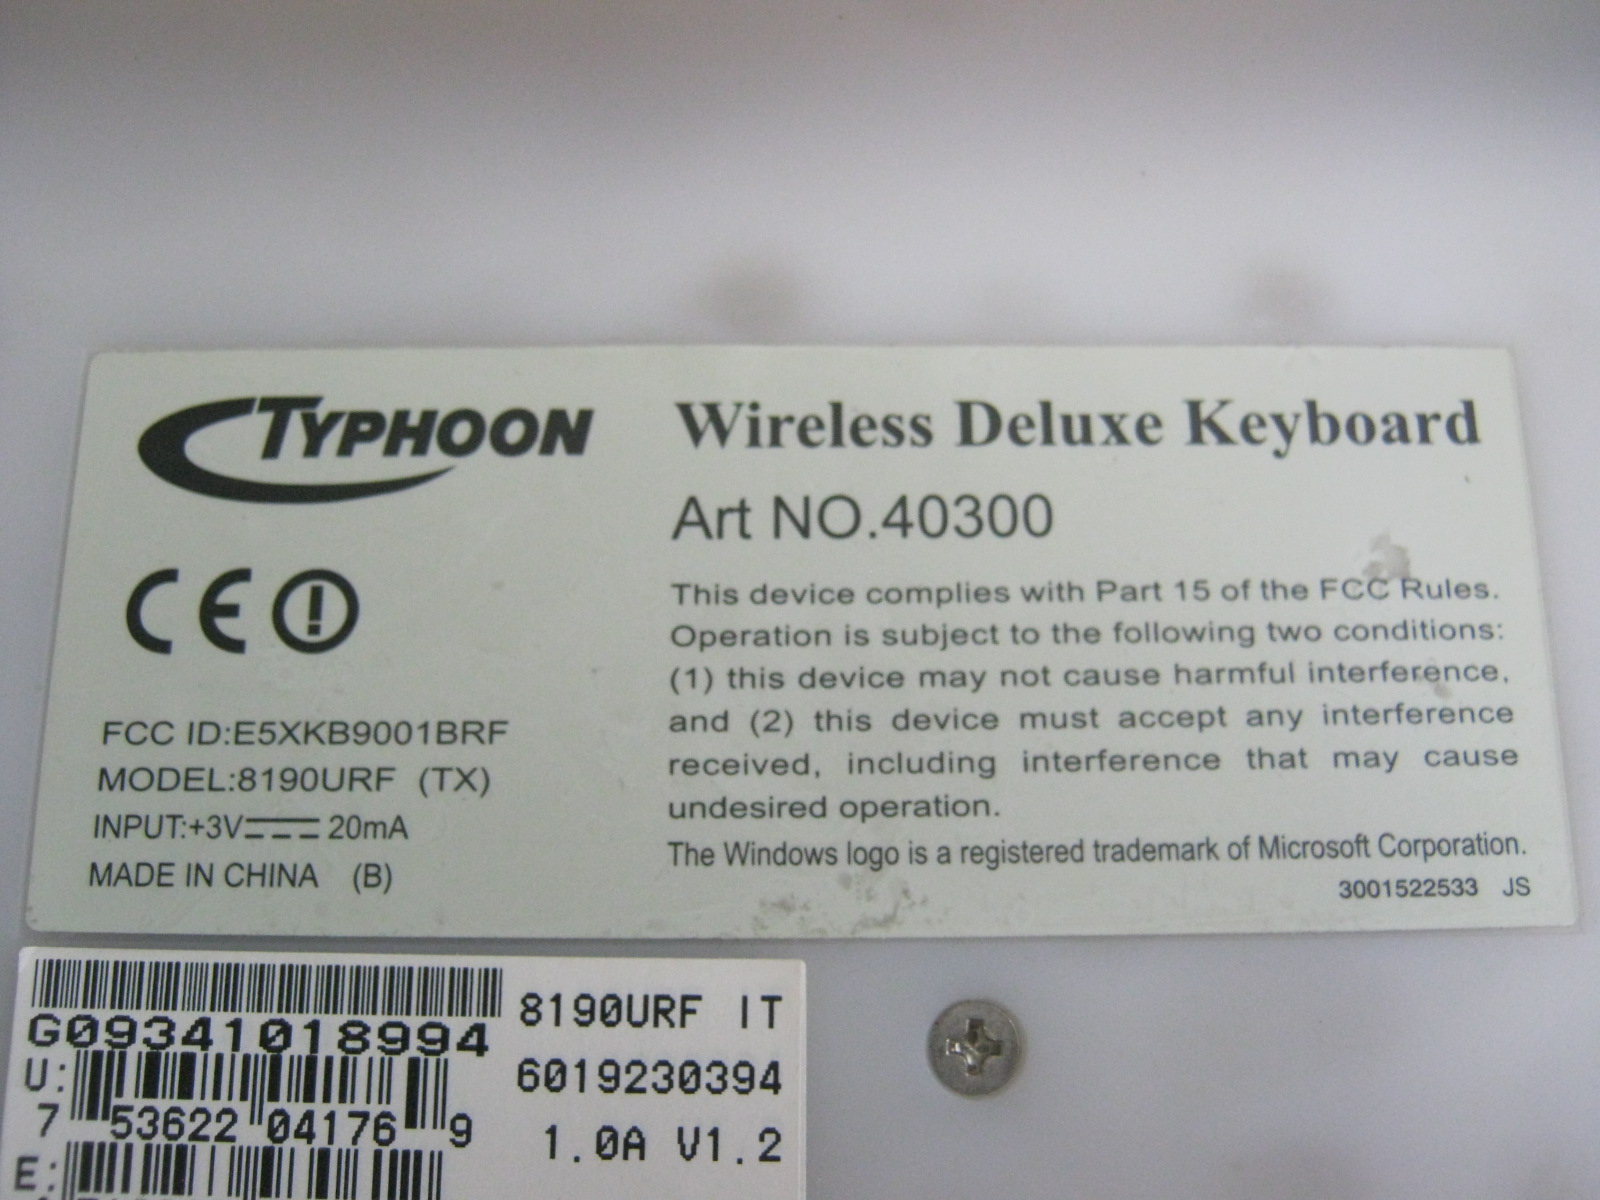 TYPHOON
Wireless Deluxe Keyboard
Art NO.40300
CE
This device complies with Part 15 of the FCC Rules.
Operation is subject to the following two conditions:
(1) this device may not cause harmful interference,
and (2) this device must accept any interference
received, including interference that may cause
undesired operation.
The Windows logo is a registered trademark of Microsoft Corporation.
3001522533 JS
FCC ID:E5XKB9001BRF
MODEL:8190URF (TX)
INPUT:+3V⎓20mA
MADE IN CHINA (B)
G09341018994
U:
7 53622 04176 9
E:
8190URF IT
6019230394
1.0A V1.2